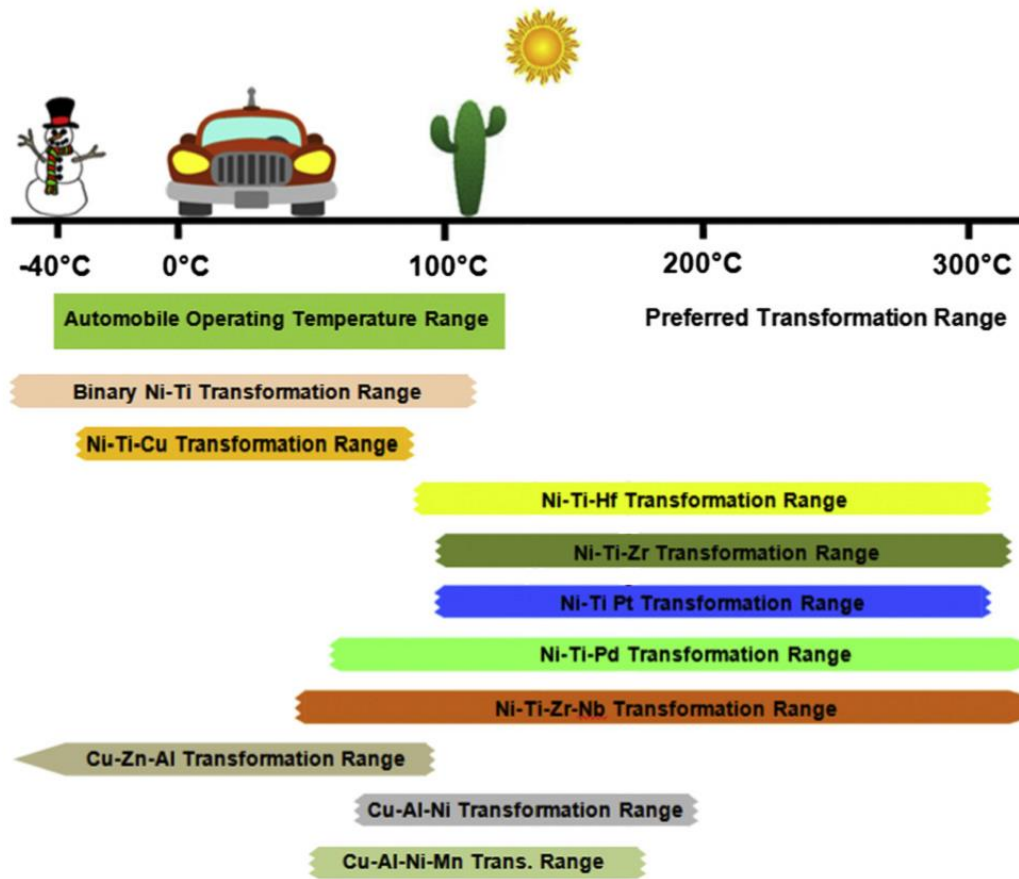 -40°C 0°C 100°C 200°C 300°C
Automobile Operating Temperature Range Preferred Transformation Range
Binary Ni-Ti Transformation Range
Ni-Ti-Cu Transformation Range
Ni-Ti-Hf Transformation Range
Ni-Ti-Zr Transformation Range
Ni-Ti Pt Transformation Range
Ni-Ti-Pd Transformation Range
Ni-Ti-Zr-Nb Transformation Range
Cu-Zn-Al Transformation Range
Cu-Al-Ni Transformation Range
Cu-Al-Ni-Mn Trans. Range